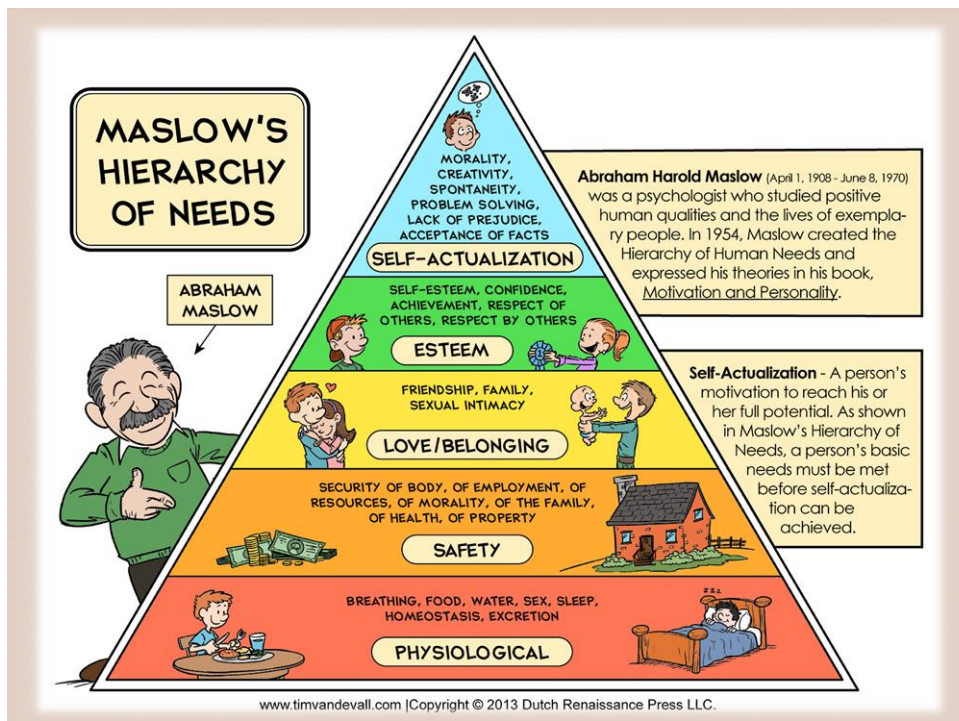 MASLOW'S
HIERARCHY
OF NEEDS
ABRAHAM
MASLOW
MORALITY,
CREATIVITY,
SPONTANEITY,
PROBLEM SOLVING,
LACK OF PREJUDICE,
ACCEPTANCE OF FACTS
SELF-ACTUALIZATION
SELF-ESTEEM, CONFIDENCE,
ACHIEVEMENT, RESPECT OF
OTHERS, RESPECT BY OTHERS
ESTEEM
1
FRIENDSHIP, FAMILY,
SEXUAL INTIMACY
LOVE/BELONGING
SECURITY OF BODY, OF EMPLOYMENT, OF
RESOURCES, OF MORALITY, OF THE FAMILY,
OF HEALTH, OF PROPERTY
SAFETY
BREATHING, FOOD, WATER, SEX, SLEEP,
HOMEOSTASIS, EXCRETION
PHYSIOLOGICAL
ZZZ
Abraham Harold Maslow (April 1, 1908 - June 8, 1970)
was a psychologist who studied positive
human qualities and the lives of exempla-
ry people. In 1954, Maslow created the
Hierarchy of Human Needs and
expressed his theories in his book,
Motivation and Personality.
Self-Actualization - A person's
motivation to reach his or
her full potential. As shown
in Maslow's Hierarchy of
Needs, a person's basic
needs must be met
before self-actualiza-
tion can be
achieved.
www.timvandevall.com |Copyright © 2013 Dutch Renaissance Press LLC.